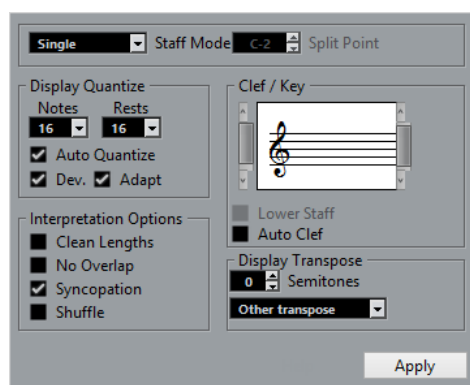 Single Staff Mode C-2 Split Point
Display Quantize
Notes Rests
16 16
Auto Quantize
Dev. Adapt
Interpretation Options
Clean Lengths
No Overlap
Syncopation
Shuffle
Clef / Key
Lower Staff
Auto Clef
Display Transpose
0 Semitones
Other transpose
Apply